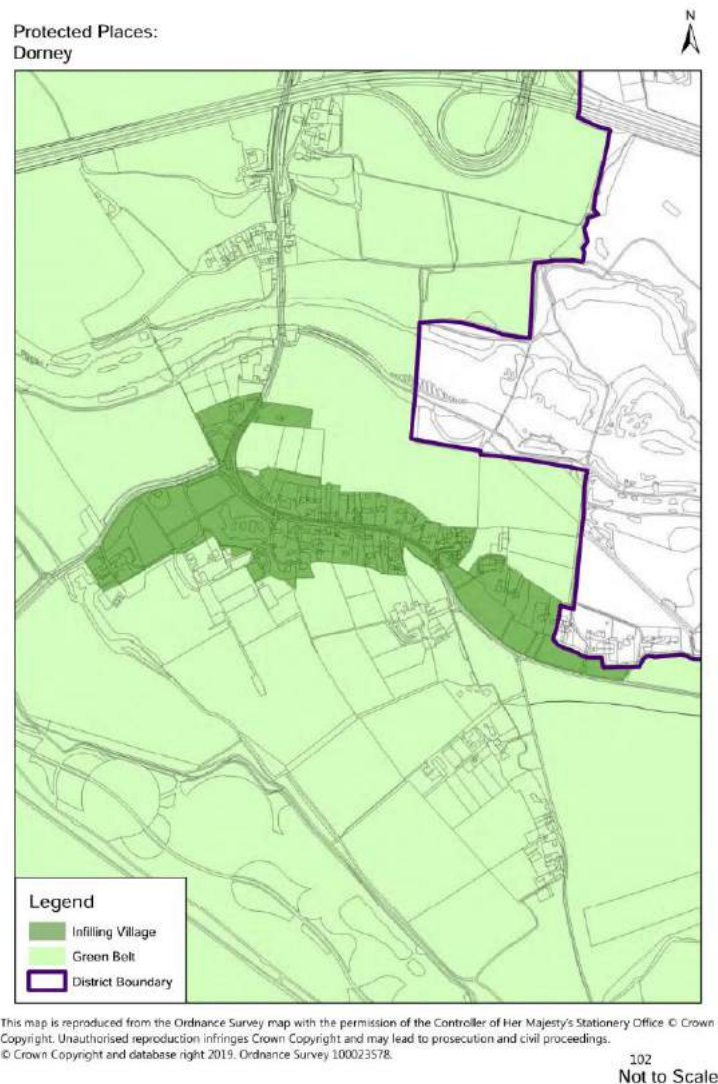 Protected Places:
Dorney
N
Legend
Infilling Village
Green Belt
District Boundary
This map is reproduced from the Ordnance Survey map with the permission of the Controller of Her Majesty's Stationery Office © Crown
Copyright. Unauthorised reproduction infringes Crown Copyright and may lead to prosecution and civil proceedings.
© Crown Copyright and database right 2019. Ordnance Survey 100023578.
102
Not to Scale